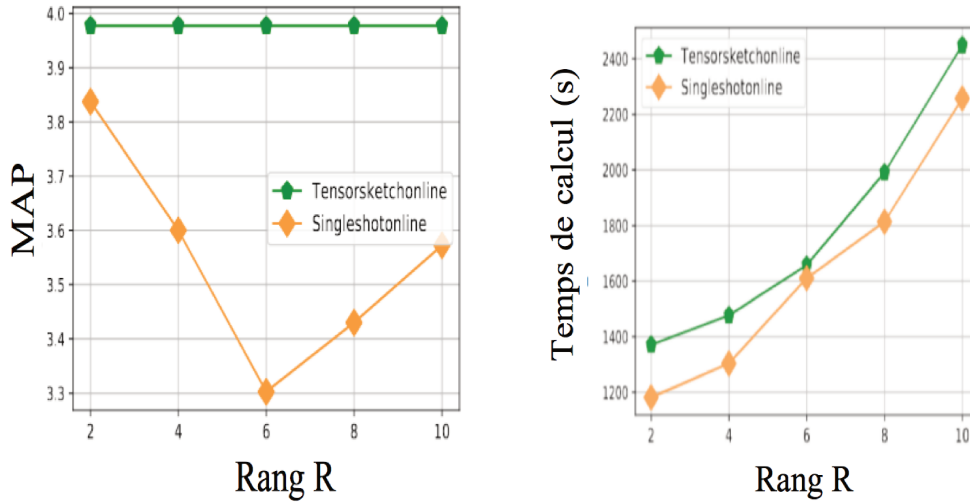 4.0
3.9
3.8
3.7
3.6
3.5
3.4
3.3
MAP
Tensorsketchonline
Singleshotonline
2 4 6 8 10
Rang R
2400
2200
2000
1800
1600
1400
1200
Temps de calcul (s)
Tensorsketchonline
Singleshotonline
2 4 6 8 10
Rang R